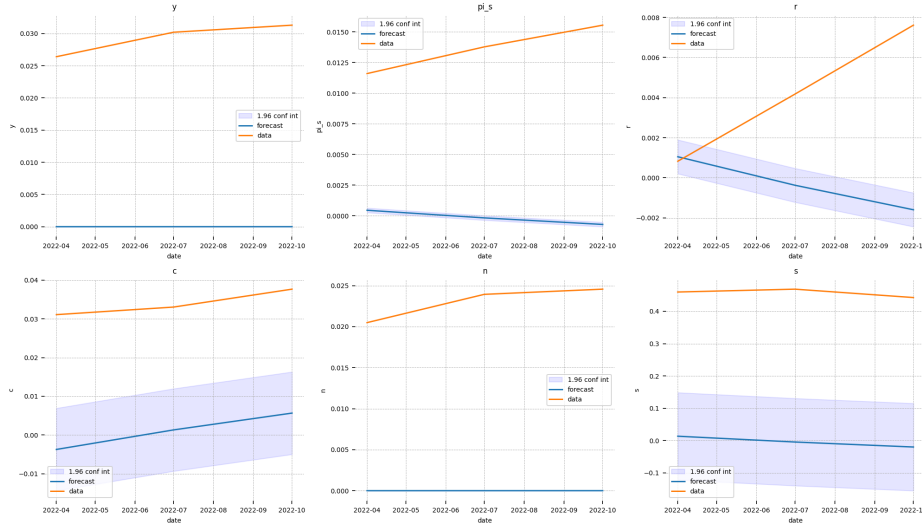 y
0.030
0.025
0.020
0.015
0.010
0.005
0.000
y
1.96 conf int
forecast
data
2022-04 2022-05 2022-06 2022-07 2022-08 2022-09 2022-10
date
pi_s
0.0150
0.0125
0.0100
0.0075
0.0050
0.0025
0.0000
pi_s
1.96 conf int
forecast
data
2022-04 2022-05 2022-06 2022-07 2022-08 2022-09 2022-10
date
r
0.008
0.006
0.004
0.002
0.000
−0.002
r
1.96 conf int
forecast
data
2022-04 2022-05 2022-06 2022-07 2022-08 2022-09 2022-1
date
c
0.04
0.03
0.02
0.01
0.00
−0.01
c
1.96 conf int
forecast
data
2022-04 2022-05 2022-06 2022-07 2022-08 2022-09 2022-10
date
n
0.025
0.020
0.015
0.010
0.005
0.000
n
1.96 conf int
forecast
data
2022-04 2022-05 2022-06 2022-07 2022-08 2022-09 2022-10
date
s
0.4
0.3
0.2
0.1
0.0
−0.1
s
1.96 conf int
forecast
data
2022-04 2022-05 2022-06 2022-07 2022-08 2022-09 2022-1
date